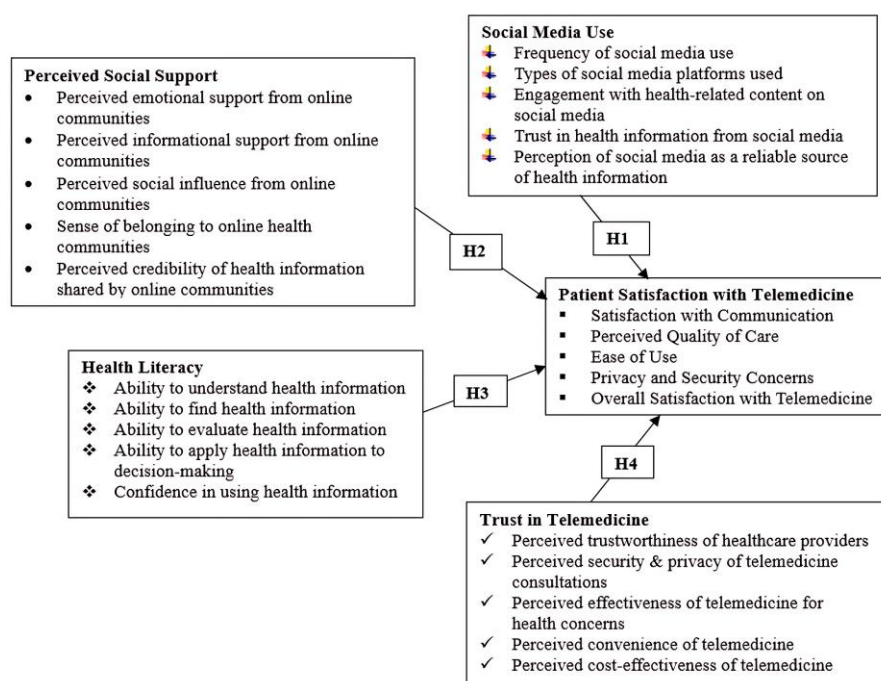 Social Media Use
Frequency of social media use
Types of social media platforms used
Engagement with health-related content on
social media
Trust in health information from social media
Perception of social media as a reliable source
of health information
Perceived Social Support
Perceived emotional support from online
communities
Perceived informational support from online
communities
Perceived social influence from online
communities
Sense of belonging to online health
communities
Perceived credibility of health information
shared by online communities
H1
H2
Patient Satisfaction with Telemedicine
Satisfaction with Communication
Perceived Quality of Care
Ease of Use
Privacy and Security Concerns
Overall Satisfaction with Telemedicine
Health Literacy
Ability to understand health information
Ability to find health information
Ability to evaluate health information
Ability to apply health information to
decision-making
Confidence in using health information
H3
H4
Trust in Telemedicine
Perceived trustworthiness of healthcare providers
Perceived security & privacy of telemedicine
consultations
Perceived effectiveness of telemedicine for
health concerns
Perceived convenience of telemedicine
Perceived cost-effectiveness of telemedicine